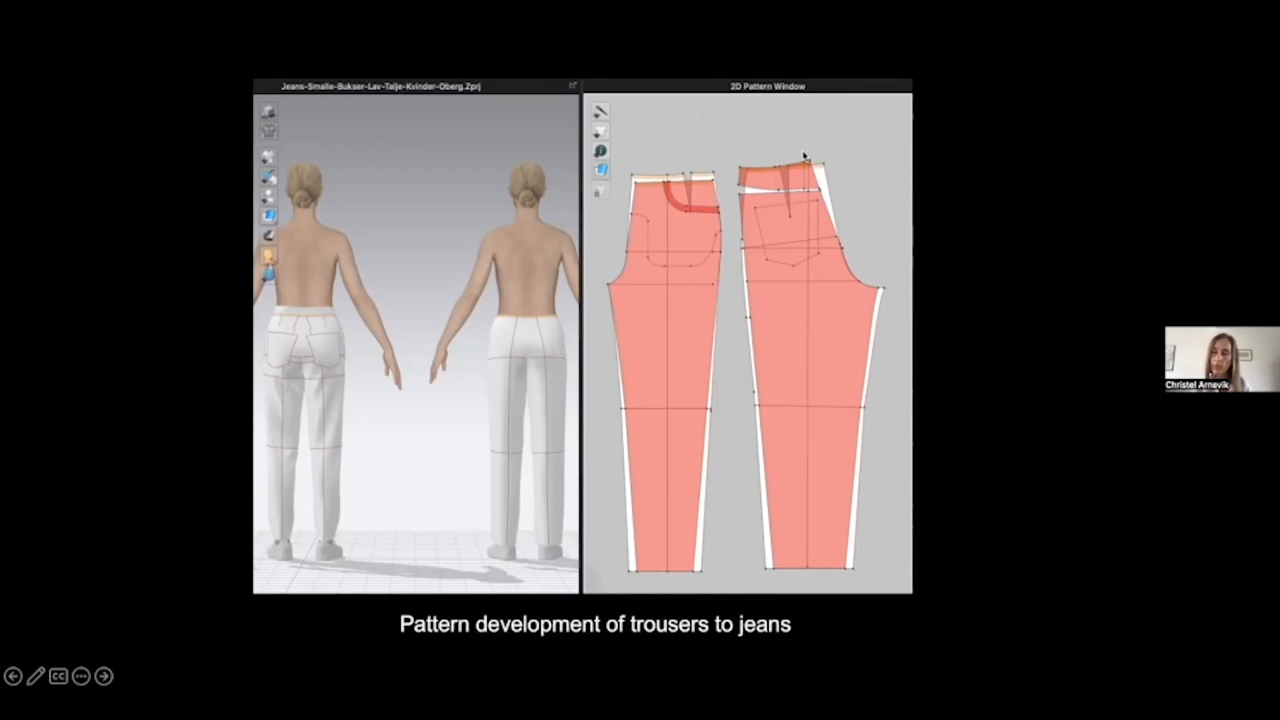 Jeans-Smalle-Bukser-Lav-Talje-Kvinder-Oberg.Zprj
2D Pattern Window
Christel Arnevik
Pattern development of trousers to jeans
CC